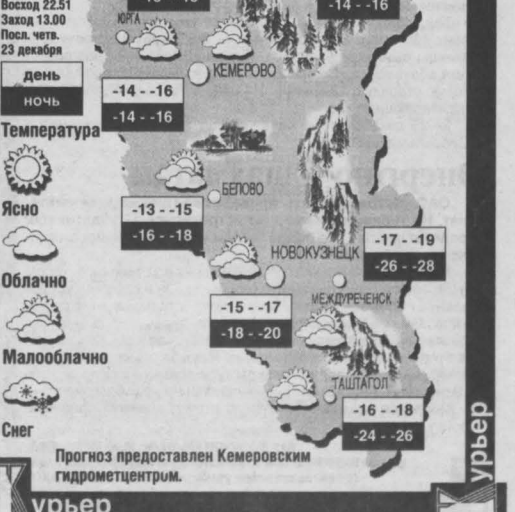 Восход 22.51
Заход 13.00
Посл. четв.
23 декабря
день
ночь
Температура
Ясно
Облачно
Малооблачно
Снег
-14 - -16
ЮРГА
КЕМЕРОВО
-14 - -16
-14 - -16
БЕЛОВО
-13 - -15
-16 - -18
НОВОКУЗНЕЦК
-17 - -19
-26 - -28
МЕЖДУРЕЧЕНСК
-15 - -17
-18 - -20
ТАШТАГОЛ
-16 - -18
-24 - -26
Прогноз предоставлен Кемеровским
гидрометцентром.
Курьер
урьер